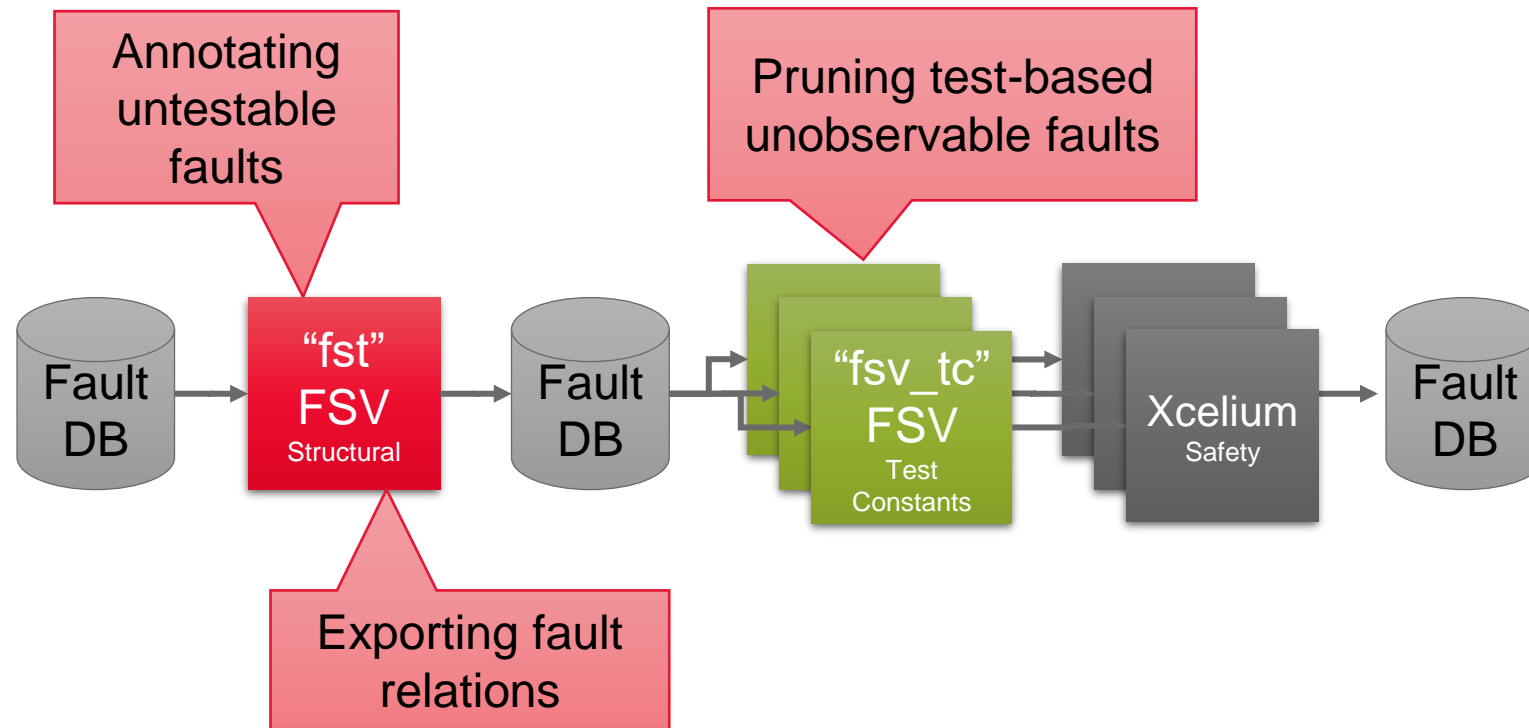 Annotating
untestable
faults
Pruning test-based
unobservable faults
Fault
DB
“fst”
FSV
Structural
Fault
DB
“fsv_tc”
FSV
Test
Constants
Xcelium
Safety
Fault
DB
Exporting fault
relations